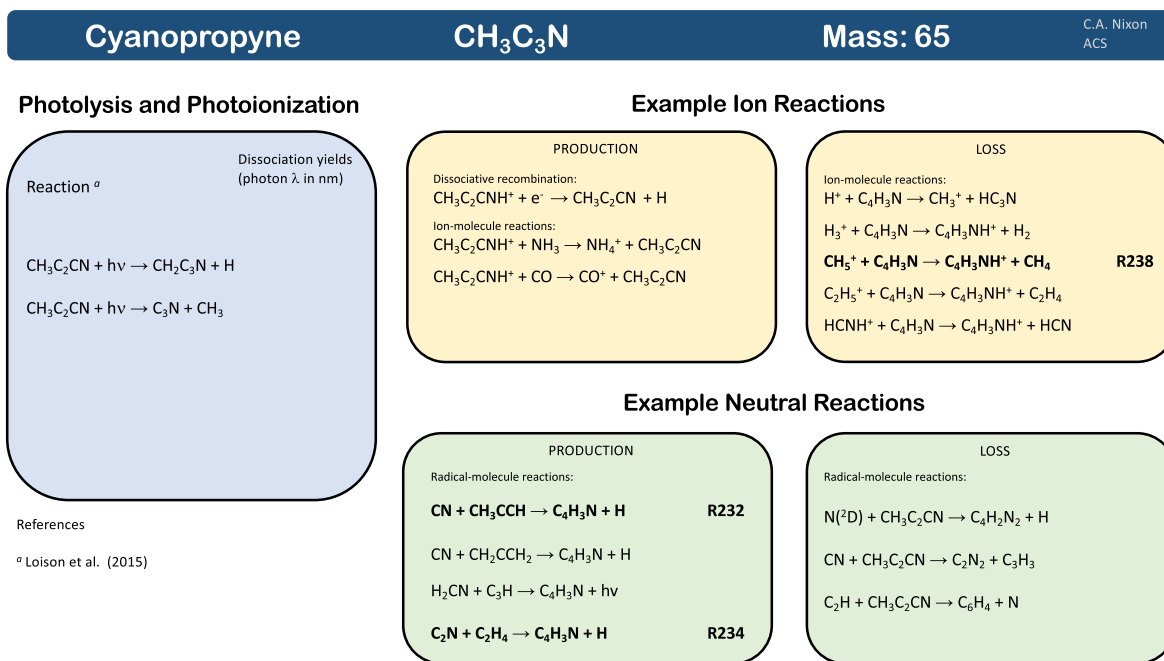 Cyanopropyne CH₃C₃N Mass: 65
C.A. Nixon
ACS
Photolysis and Photoionization
Dissociation yields
(photon λ in nm)
Reaction ᵃ
CH₃C₂CN + hν → CH₂C₃N + H
CH₃C₂CN + hν → C₃N + CH₃
References
ᵃ Loison et al. (2015)
Example Ion Reactions
PRODUCTION
Dissociative recombination:
CH₃C₂CNH⁺ + e⁻ → CH₃C₂CN + H
Ion-molecule reactions:
CH₃C₂CNH⁺ + NH₃ → NH₄⁺ + CH₃C₂CN
CH₃C₂CNH⁺ + CO → CO⁺ + CH₃C₂CN
LOSS
Ion-molecule reactions:
H⁺ + C₄H₃N → CH₃⁺ + HC₃N
H₃⁺ + C₄H₃N → C₄H₃NH⁺ + H₂
CH₅⁺ + C₄H₃N → C₄H₃NH⁺ + CH₄ R238
C₂H₅⁺ + C₄H₃N → C₄H₃NH⁺ + C₂H₄
HCNH⁺ + C₄H₃N → C₄H₃NH⁺ + HCN
Example Neutral Reactions
PRODUCTION
Radical-molecule reactions:
CN + CH₃CCH → C₄H₃N + H R232
CN + CH₂CCH₂ → C₄H₃N + H
H₂CN + C₃H → C₄H₃N + hν
C₂N + C₂H₄ → C₄H₃N + H R234
LOSS
Radical-molecule reactions:
N(²D) + CH₃C₂CN → C₄H₂N₂ + H
CN + CH₃C₂CN → C₂N₂ + C₃H₃
C₂H + CH₃C₂CN → C₆H₄ + N